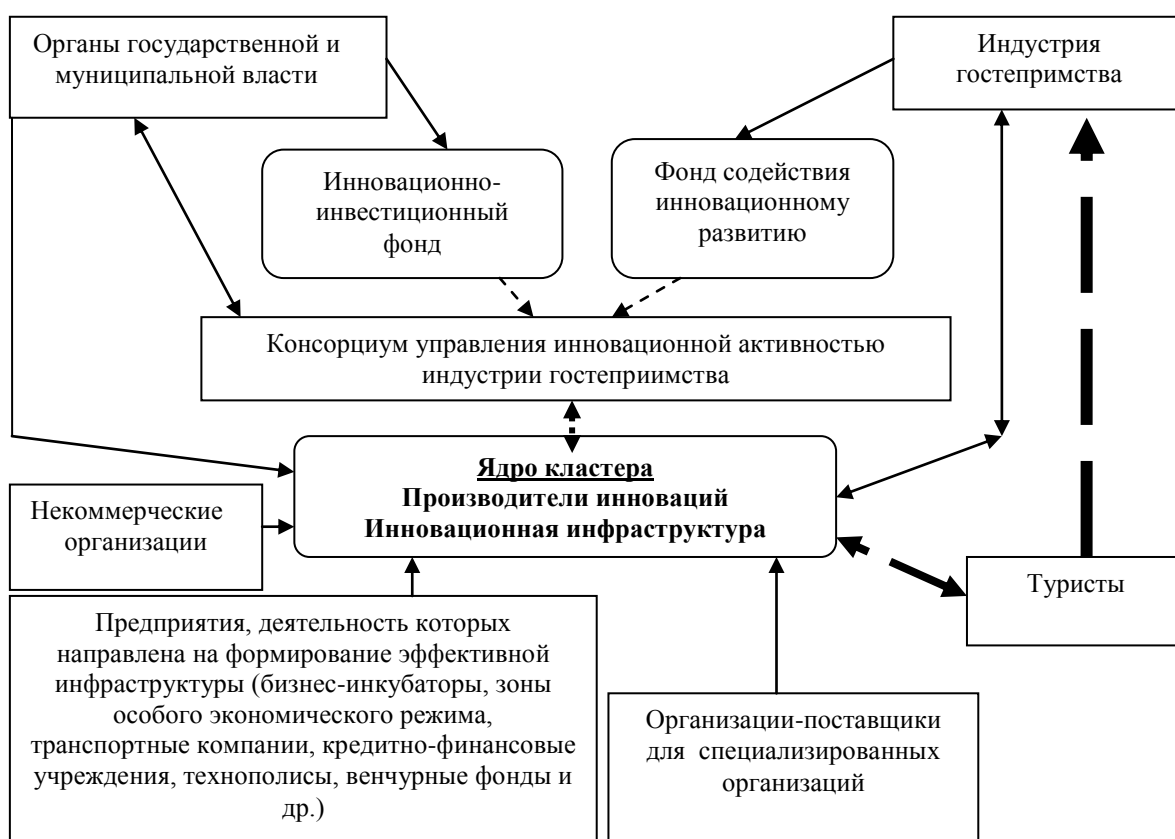 Органы государственной и
муниципальной власти
Индустрия
гостепримства
Инновационно-
инвестиционный
фонд
Фонд содействия
инновационному
развитию
Консорциум управления инновационной активностью
индустрии гостеприимства
Ядро кластера
Производители инноваций
Инновационная инфраструктура
Некоммерческие
организации
Туристы
Предприятия, деятельность которых
направлена на формирование эффективной
инфраструктуры (бизнес-инкубаторы, зоны
особого экономического режима,
транспортные компании, кредитно-финансовые
учреждения, технополисы, венчурные фонды и
др.)
Организации-поставщики
для специализированных
организаций